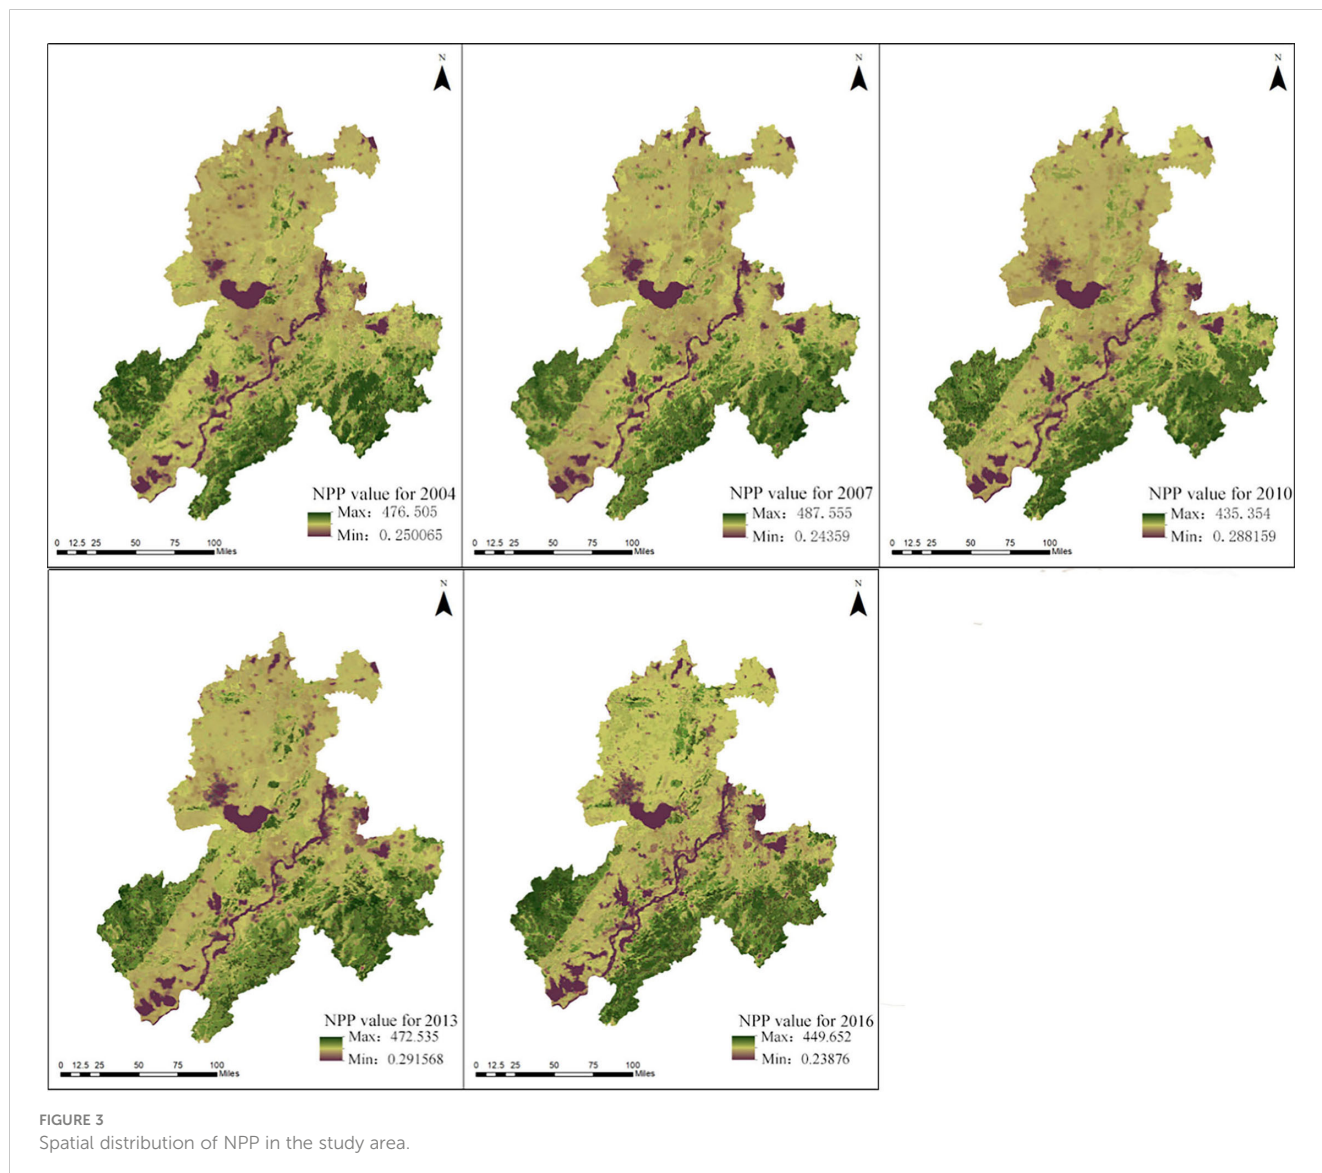 N
N
N
NPP value for 2004
Max: 476.505
Min: 0.250065
0 12.5 25 50 75 100
Miles
NPP value for 2007
Max: 487.555
Min: 0.24359
0 12.5 25 50 75 100
Miles
NPP value for 2010
Max: 435.354
Min: 0.288159
0 12.5 25 50 75 100
Miles
N
N
NPP value for 2013
Max: 472.535
Min: 0.291568
0 12.5 25 50 75 100
Miles
NPP value for 2016
Max: 449.652
Min: 0.23876
0 12.5 25 50 75 100
Miles
FIGURE 3
Spatial distribution of NPP in the study area.